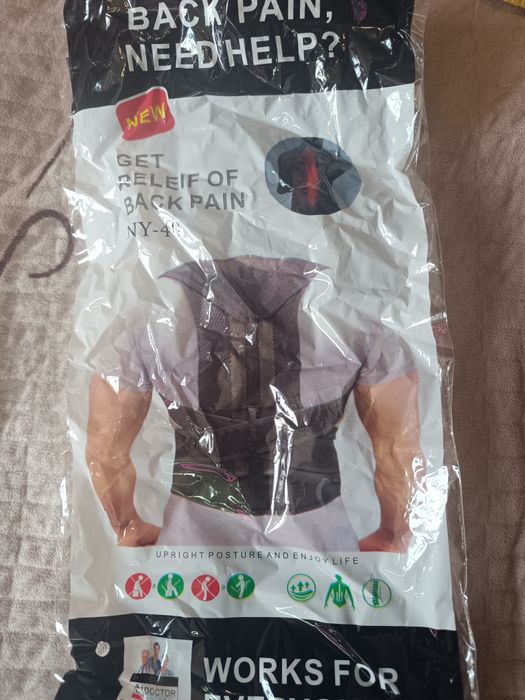 BACK PAIN,
NEED HELP?
NEW
GET
RELEIF OF
BACK PAIN
UPRIGHT POSTURE AND ENJOY LIFE
WORKS FOR